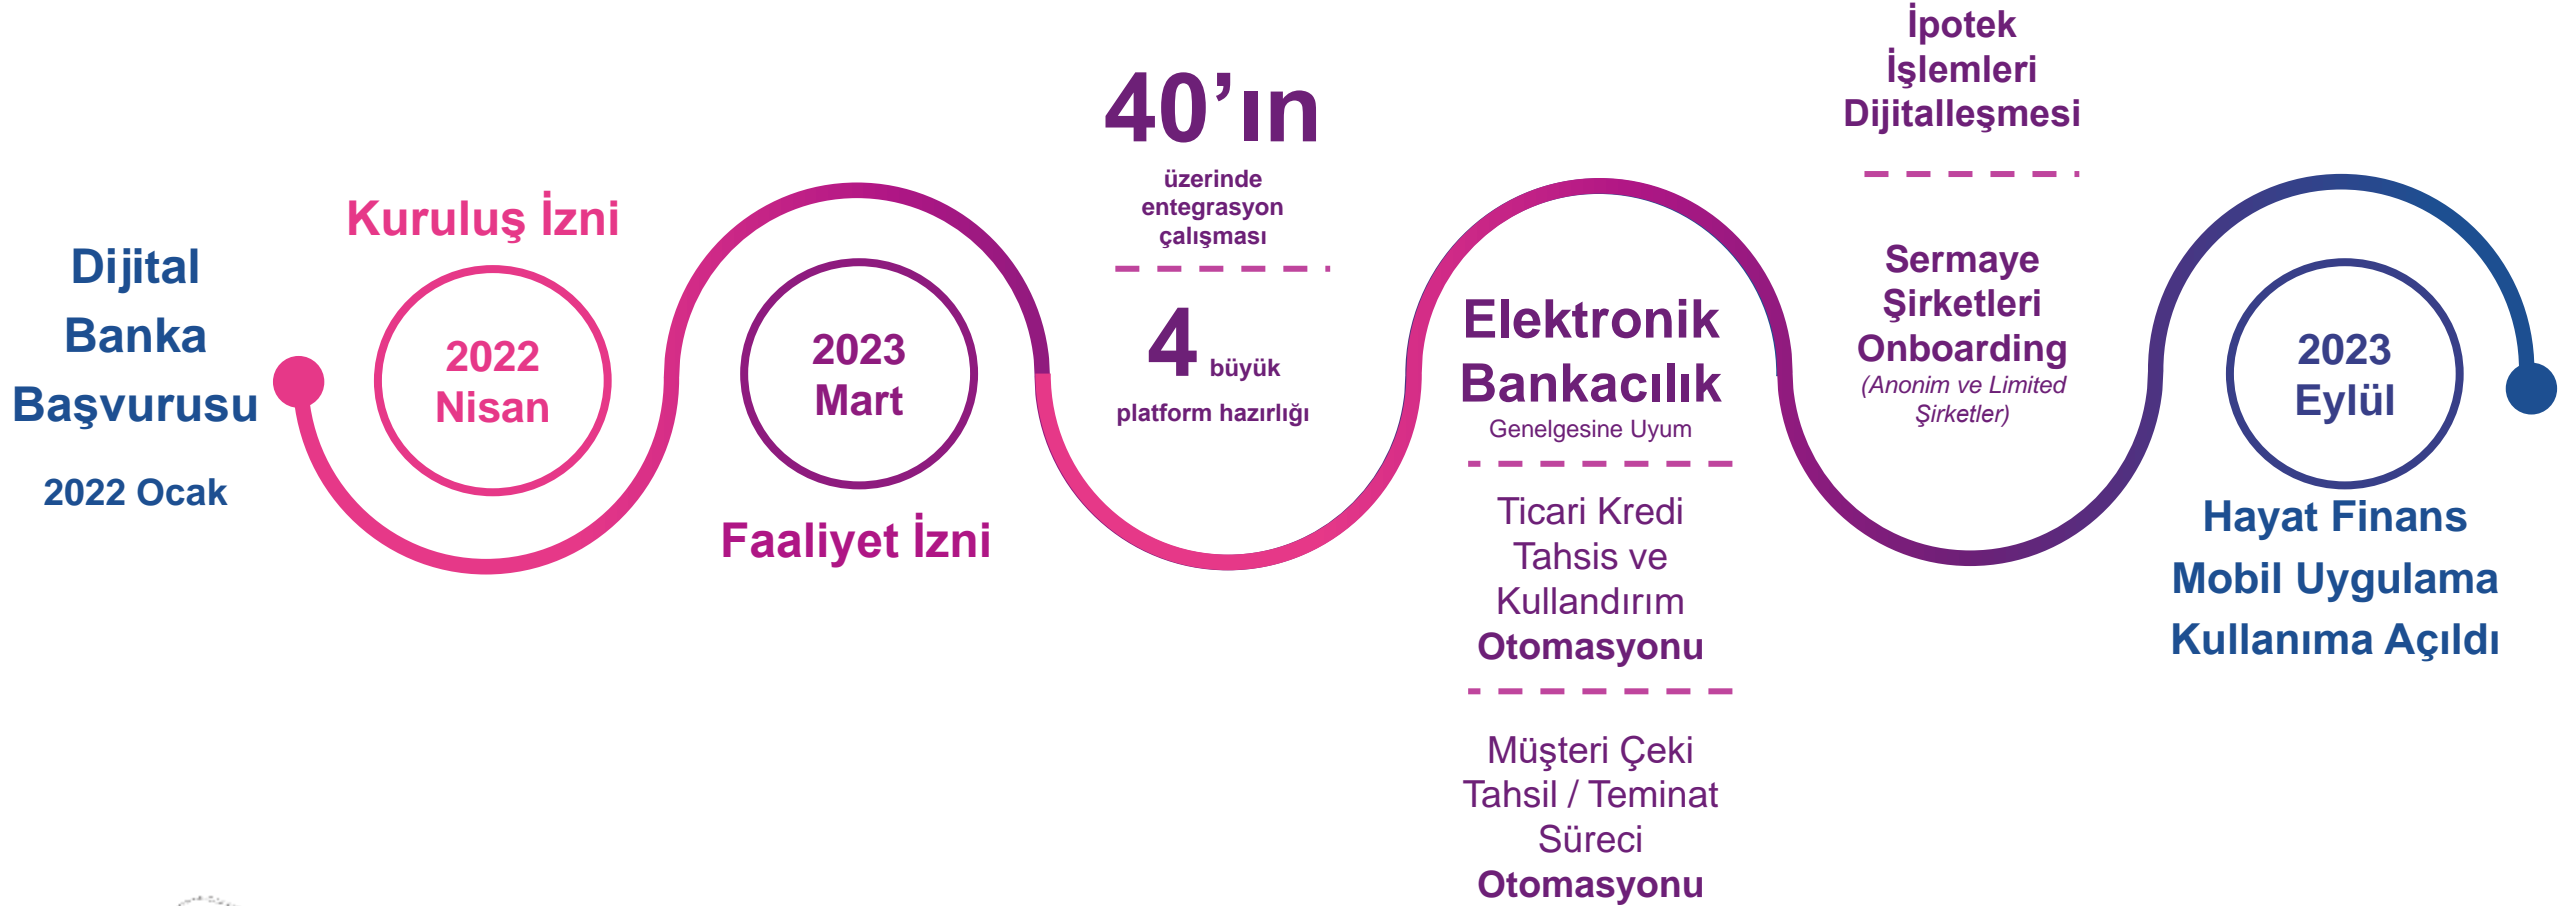 Dijital
Banka
Başvurusu
2022 Ocak
Kuruluş İzni
2022
Nisan
2023
Mart
Faaliyet İzni
40’ın
üzerinde
entegrasyon
çalışması
4 büyük
platform hazırlığı
Elektronik
Bankacılık
Genelgesine Uyum
Ticari Kredi
Tahsis ve
Kullandırım
Otomasyonu
Müşteri Çeki
Tahsil / Teminat
Süreci
Otomasyonu
İpotek
İşlemleri
Dijitalleşmesi
Sermaye
Şirketleri
Onboarding
(Anonim ve Limited
Şirketler)
2023
Eylül
Hayat Finans
Mobil Uygulama
Kullanıma Açıldı